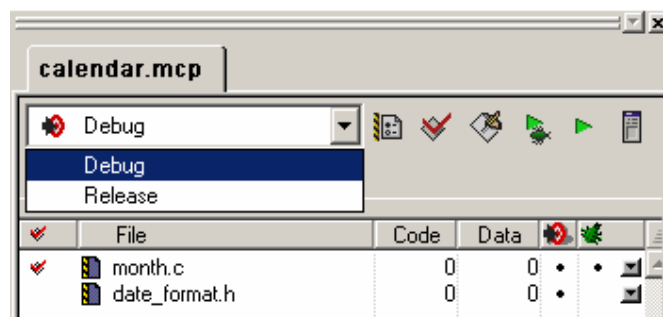 calendar.mcp
Debug
Debug
Release
File Code Data
month.c 0 0
date_format.h 0 0